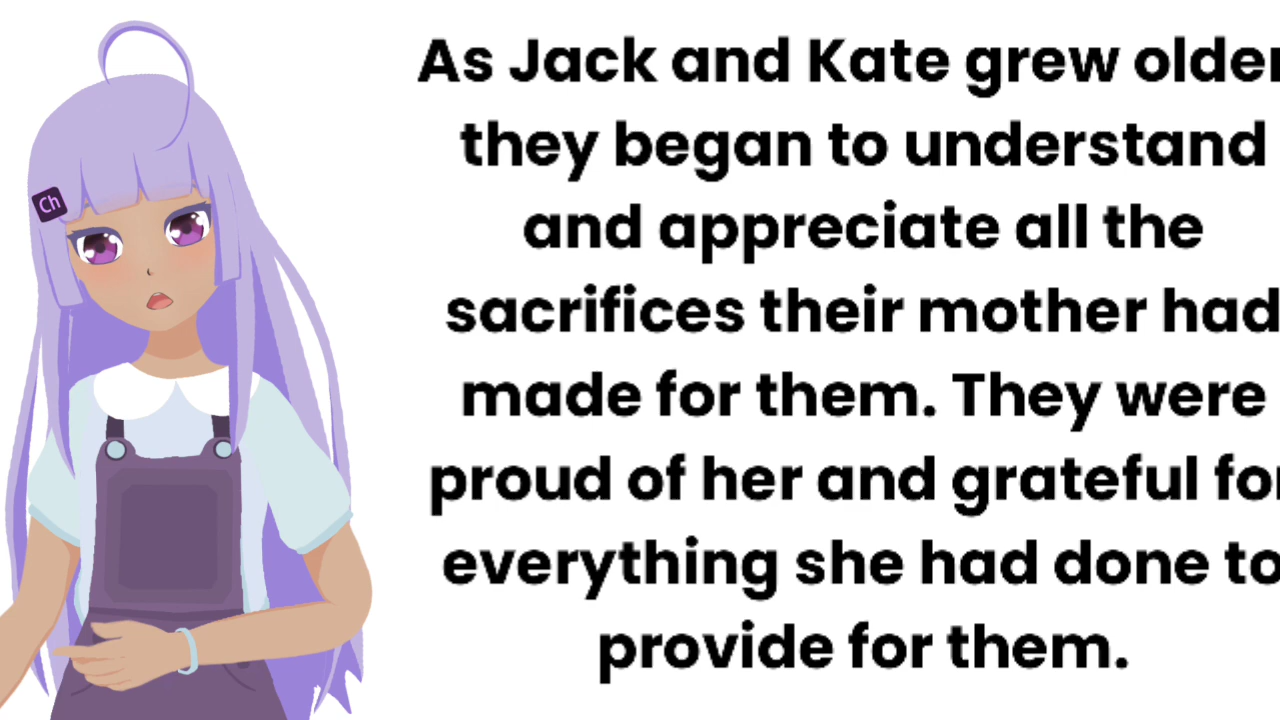 Ch
As Jack and Kate grew older
they began to understand
and appreciate all the
sacrifices their mother had
made for them. They were
proud of her and grateful for
everything she had done to
provide for them.